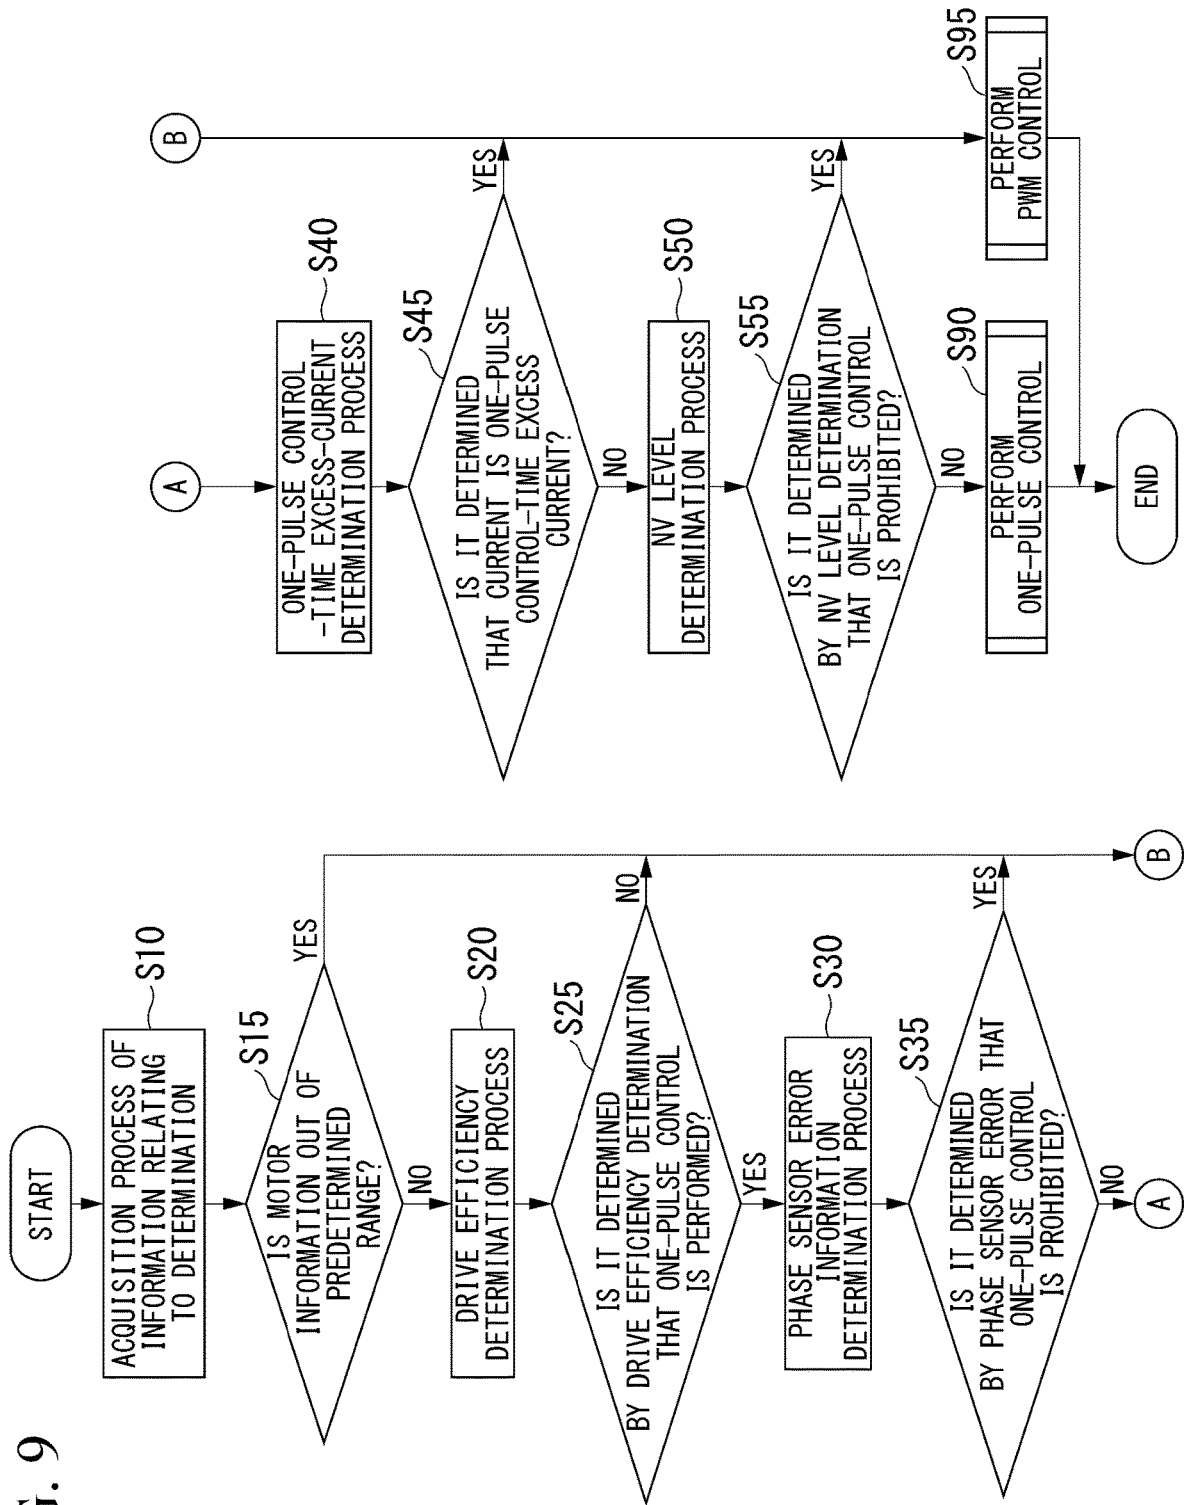 FIG. 9
START
ACQUISITION PROCESS OF
INFORMATION RELATING
TO DETERMINATION
S10
IS MOTOR
INFORMATION OUT OF
PREDETERMINED
RANGE?
S15
YES
NO
DRIVE EFFICIENCY
DETERMINATION PROCESS
S20
IS IT DETERMINED
BY DRIVE EFFICIENCY DETERMINATION
THAT ONE-PULSE CONTROL
IS PERFORMED?
S25
NO
YES
PHASE SENSOR ERROR
INFORMATION
DETERMINATION PROCESS
S30
IS IT DETERMINED
BY PHASE SENSOR ERROR THAT
ONE-PULSE CONTROL
IS PROHIBITED?
S35
YES
NO
A
B
A
B
ONE-PULSE CONTROL
-TIME EXCESS-CURRENT
DETERMINATION PROCESS
S40
IS IT DETERMINED
THAT CURRENT IS ONE-PULSE
CONTROL-TIME EXCESS
CURRENT?
S45
YES
NO
NV LEVEL
DETERMINATION PROCESS
S50
IS IT DETERMINED
BY NV LEVEL DETERMINATION
THAT ONE-PULSE CONTROL
IS PROHIBITED?
S55
YES
NO
PERFORM
ONE-PULSE CONTROL
S90
PERFORM
PWM CONTROL
S95
END